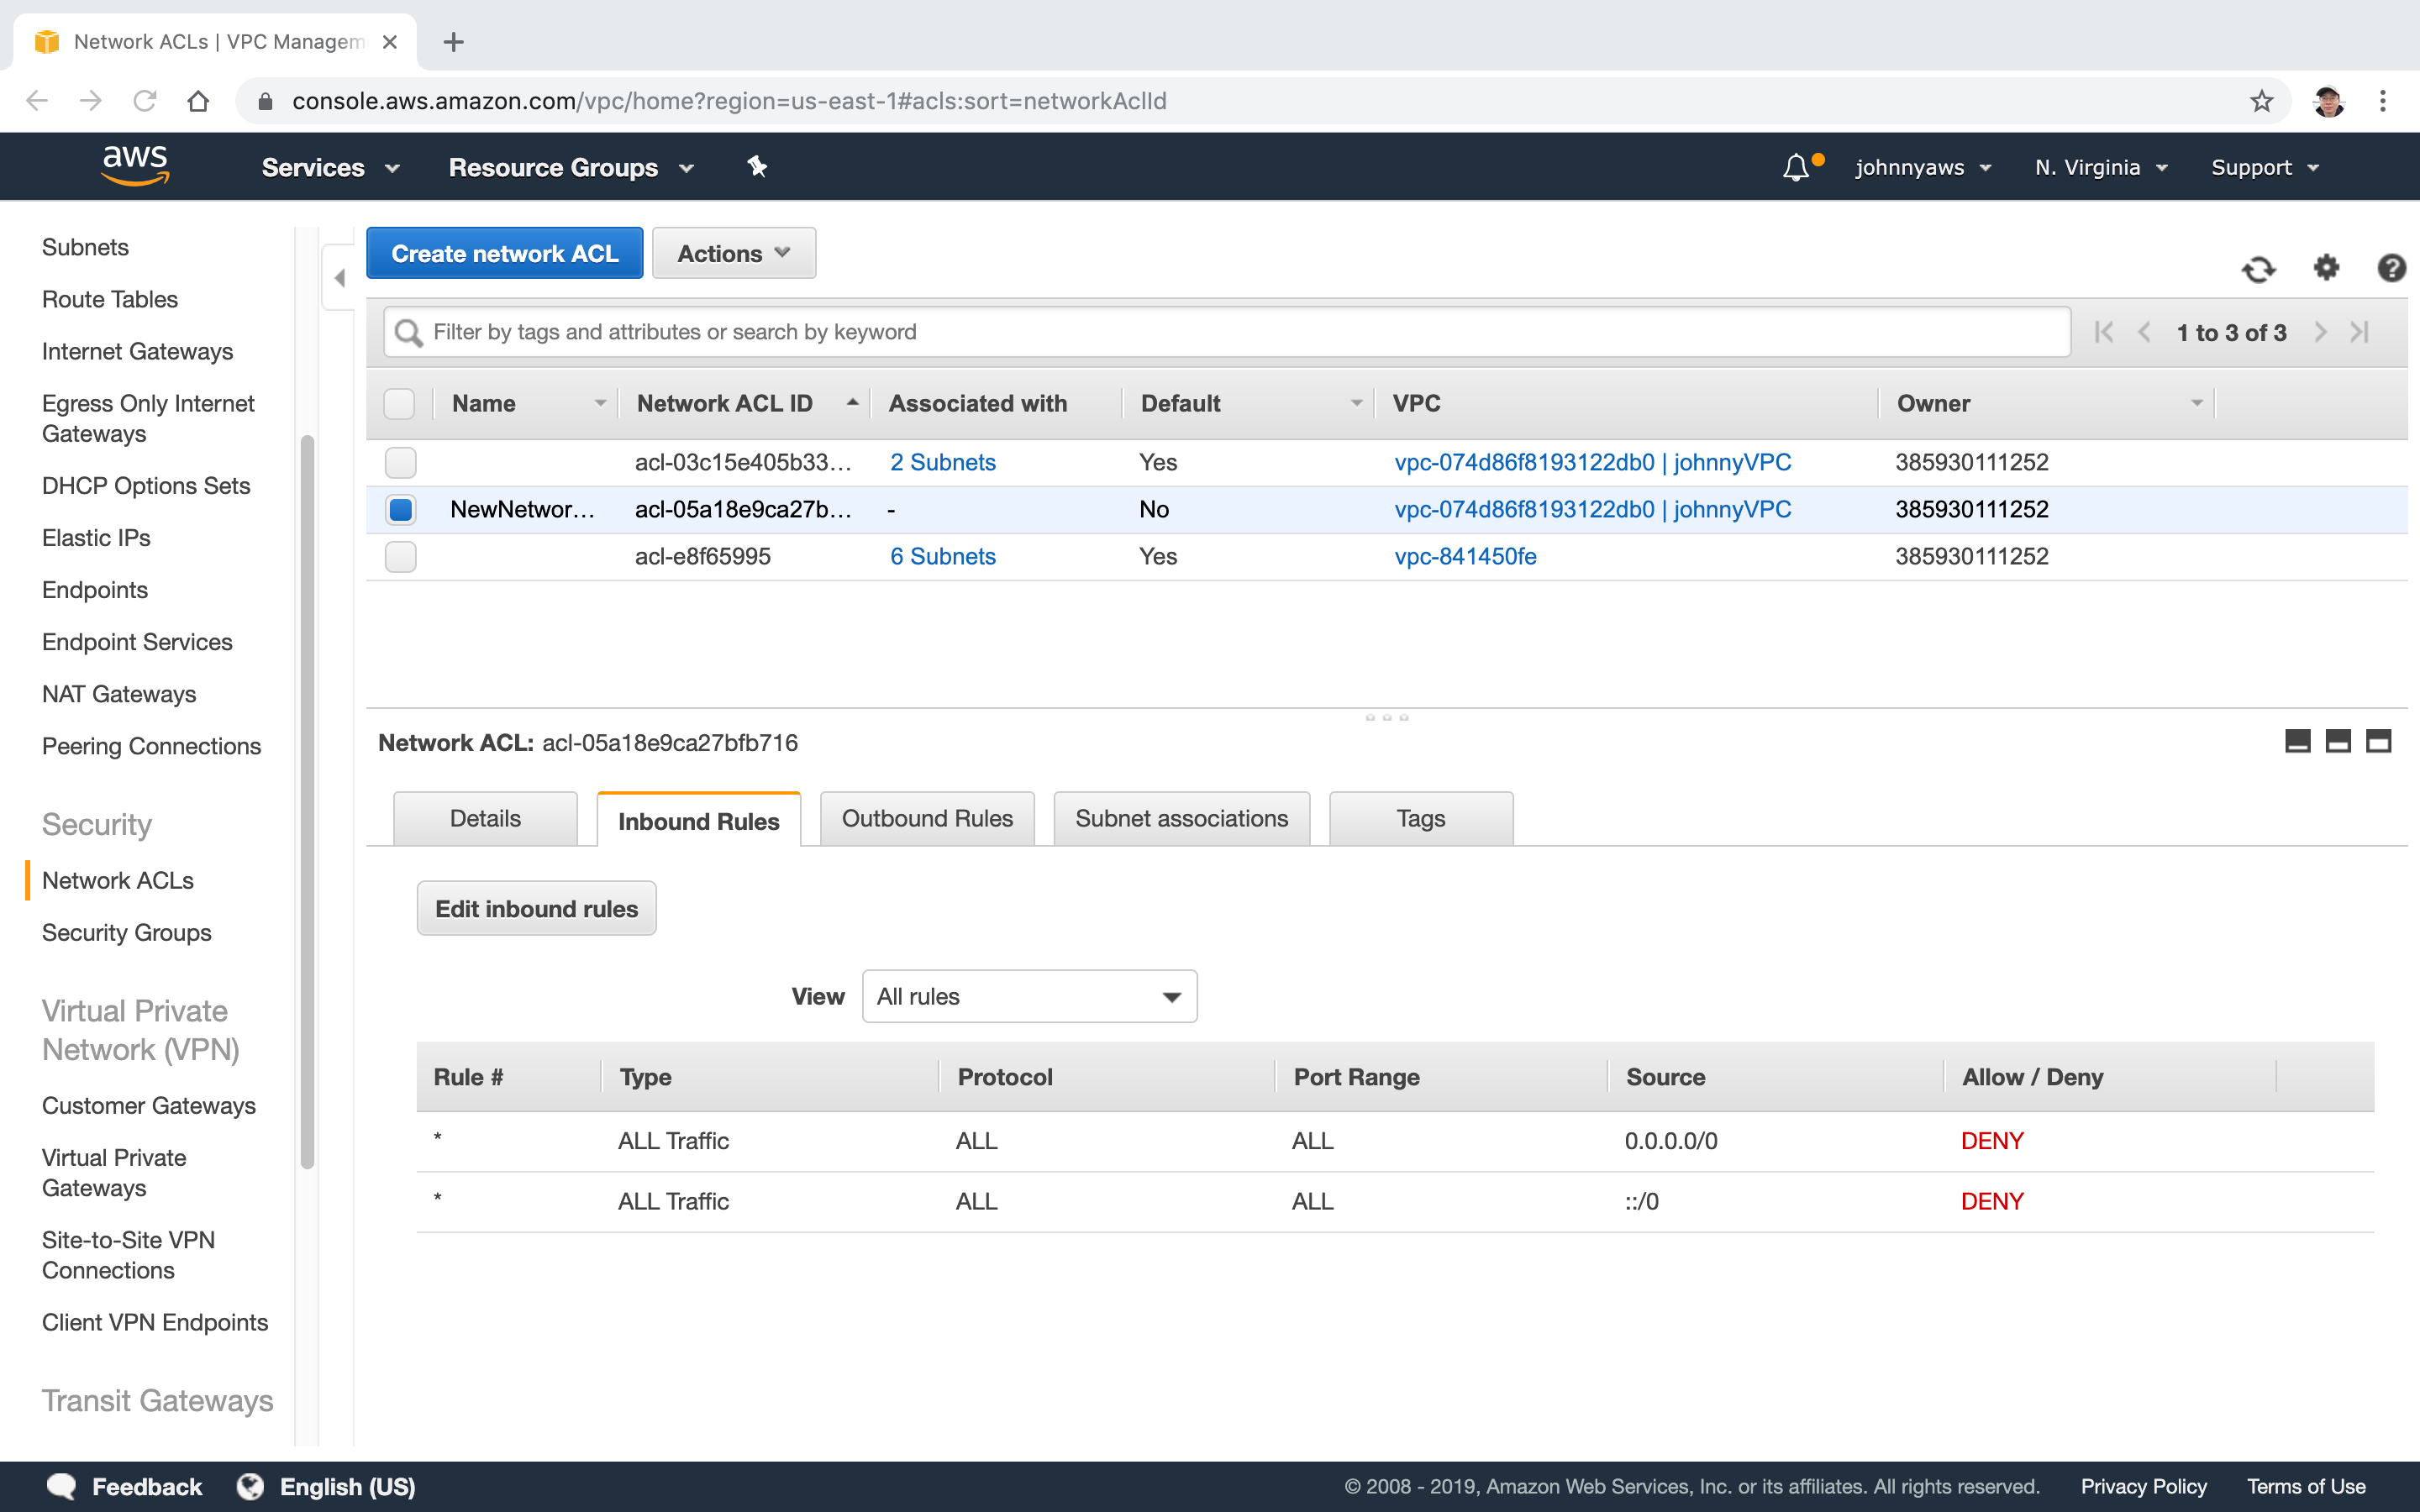 Network ACLs | VPC Managem
console.aws.amazon.com/vpc/home?region=us-east-1#acls:sort=networkAclId
aws Services Resource Groups johnnyaws N. Virginia Support
Subnets
Route Tables
Internet Gateways
Egress Only Internet
Gateways
DHCP Options Sets
Elastic IPs
Endpoints
Endpoint Services
NAT Gateways
Peering Connections
Security
Network ACLs
Security Groups
Virtual Private
Network (VPN)
Customer Gateways
Virtual Private
Gateways
Site-to-Site VPN
Connections
Client VPN Endpoints
Transit Gateways
Create network ACL Actions
Filter by tags and attributes or search by keyword 1 to 3 of 3
Name Network ACL ID Associated with Default VPC Owner
acl-03c15e405b33... 2 Subnets Yes vpc-074d86f8193122db0 | johnnyVPC 385930111252
NewNetwor... acl-05a18e9ca27b... - No vpc-074d86f8193122db0 | johnnyVPC 385930111252
acl-e8f65995 6 Subnets Yes vpc-841450fe 385930111252
Network ACL: acl-05a18e9ca27bfb716
Details Inbound Rules Outbound Rules Subnet associations Tags
Edit inbound rules
View All rules
Rule # Type Protocol Port Range Source Allow / Deny
* ALL Traffic ALL ALL 0.0.0.0/0 DENY
* ALL Traffic ALL ALL ::/0 DENY
Feedback English (US) © 2008 - 2019, Amazon Web Services, Inc. or its affiliates. All rights reserved. Privacy Policy Terms of Use